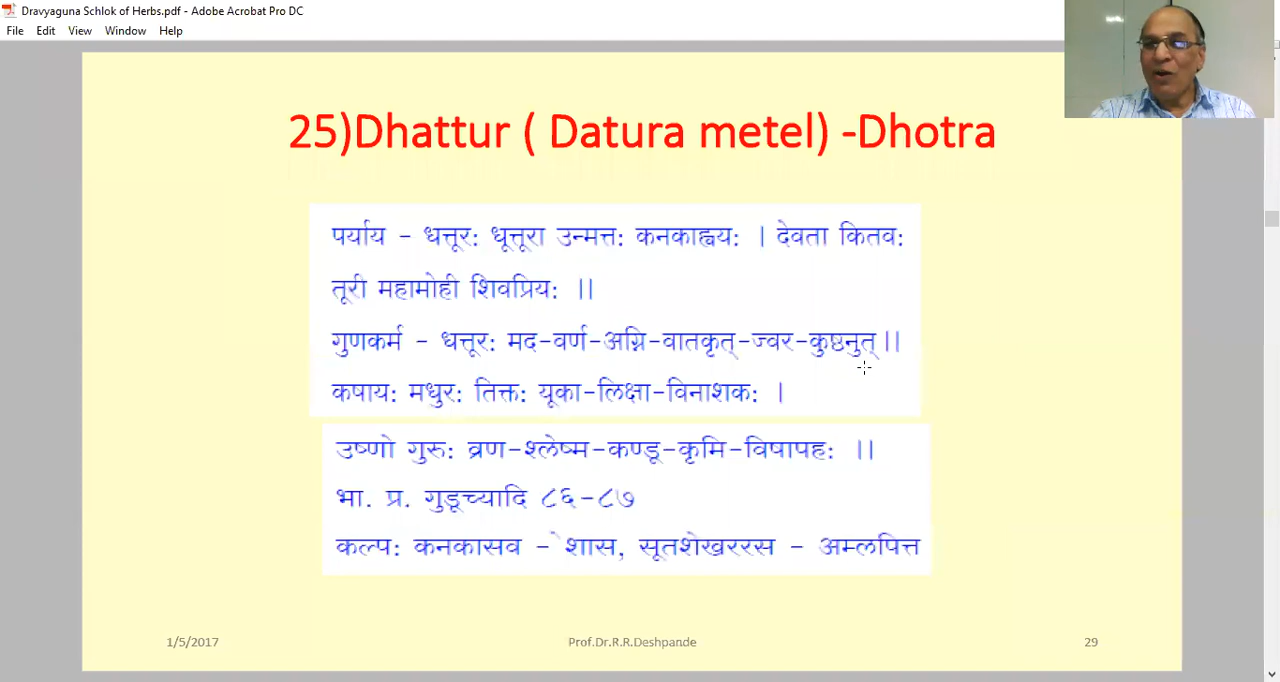 Dravyaguna Schlok of Herbs.pdf - Adobe Acrobat Pro DC
File Edit View Window Help
25)Dhattur ( Datura metel) -Dhotra
पर्याय - धत्तूर: धूत्तूरा उन्मत्त: कनकाह्वय: । देवता कितव:
तूरी महामोही शिवप्रिय: ।।
गुणकर्म - धत्तूर: मद-वर्ण-अग्नि-वातकृत्-ज्वर-कुष्ठनुत् ।।
कषाय: मधुर: तिक्त: यूका-लिक्षा-विनाशक: ।
उष्णो गुरू: व्रण-श्लेष्म-कण्डू-कृमि-विषापह: ।।
भा. प्र. गुडूच्यादि ८६-८७
कल्प: कनकासव - शास, सूतशेखररस - अम्लपित्त
1/5/2017 Prof.Dr.R.R.Deshpande 29